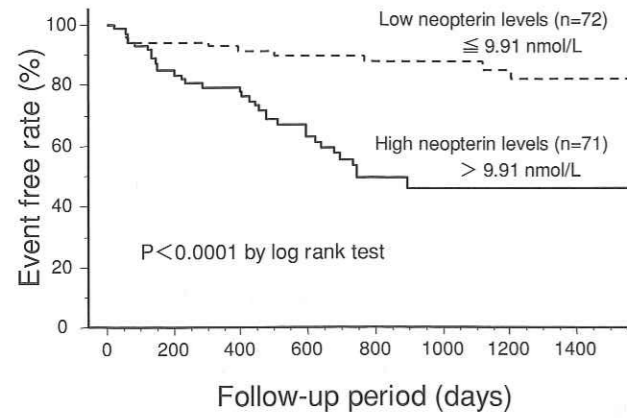 Low neopterin levels (n=72)
≦ 9.91 nmol/L
High neopterin levels (n=71)
> 9.91 nmol/L
P<0.0001 by log rank test
Event free rate (%)
100
80
60
40
20
0
0 200 400 600 800 1000 1200 1400
Follow-up period (days)